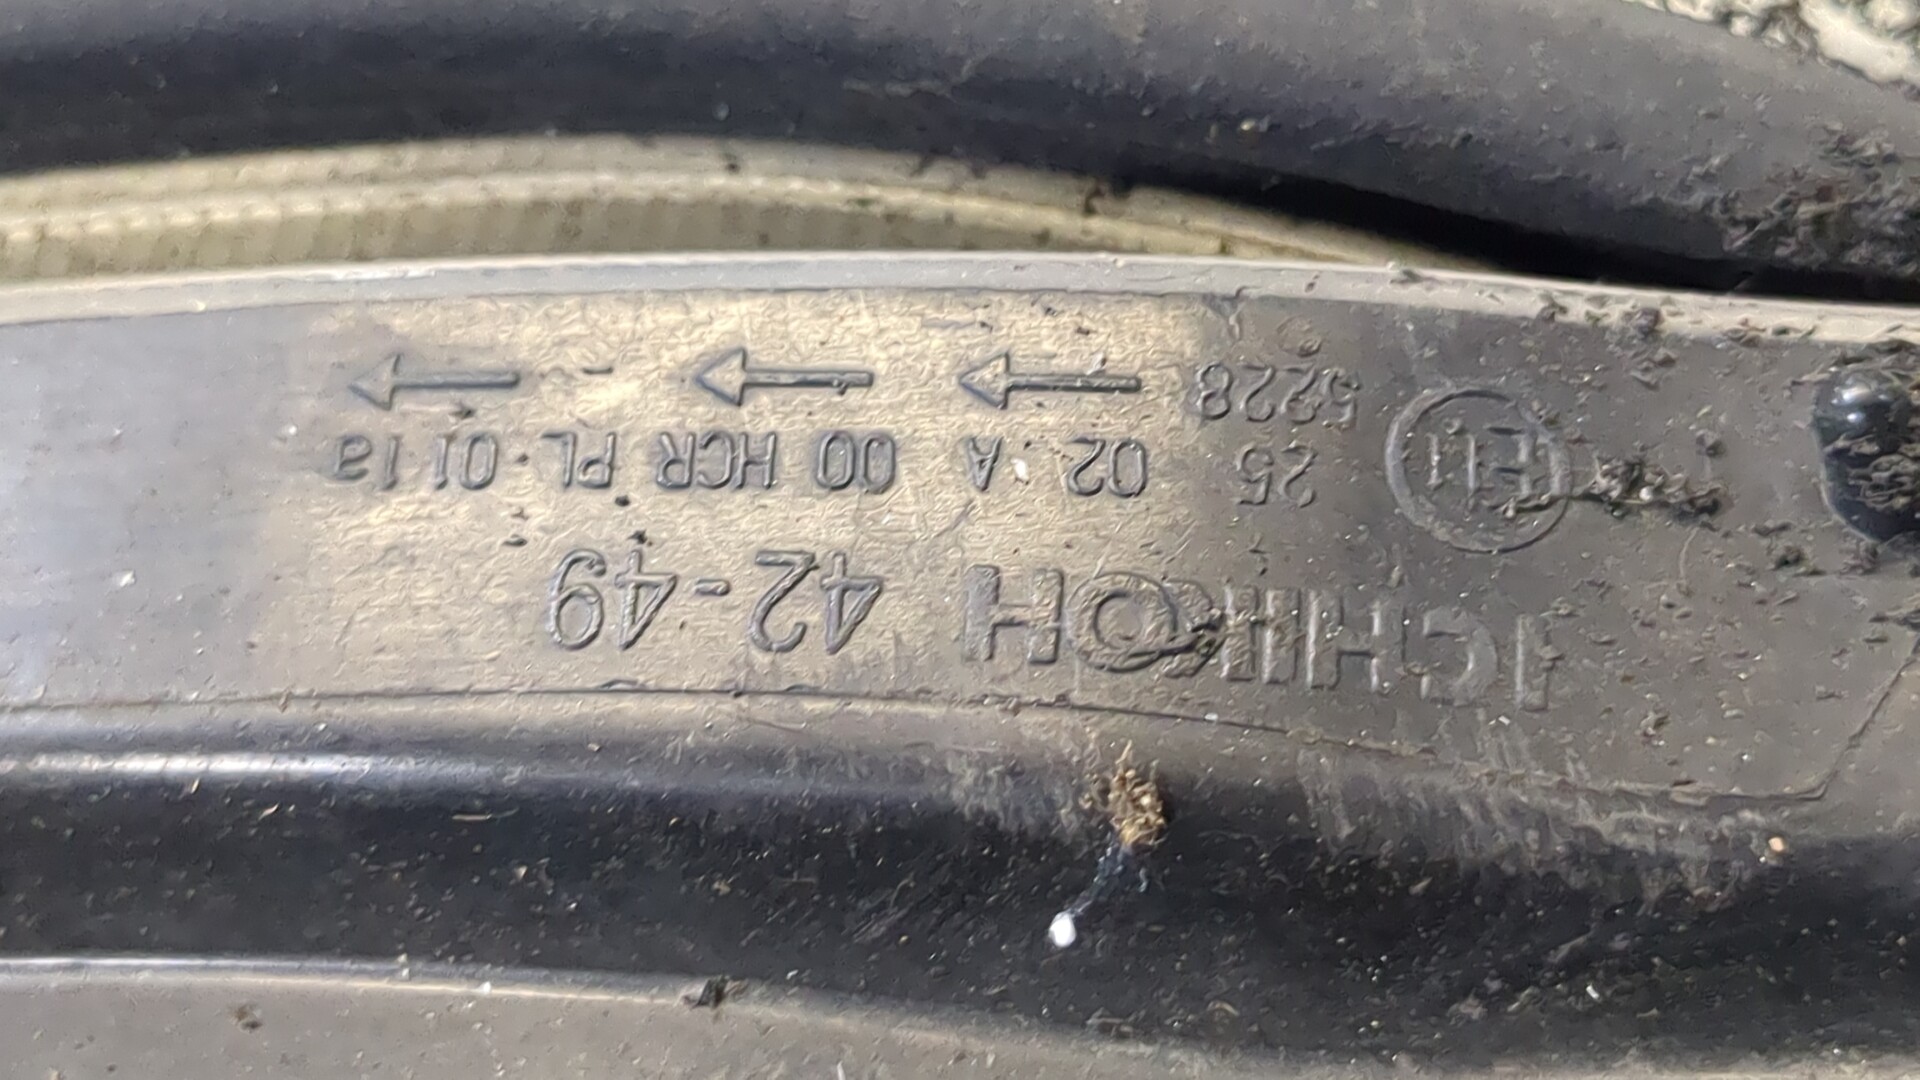 ICHIKOH 42-49
E11 25 02 A 00 HCR PL 01 1a
5228 → → →